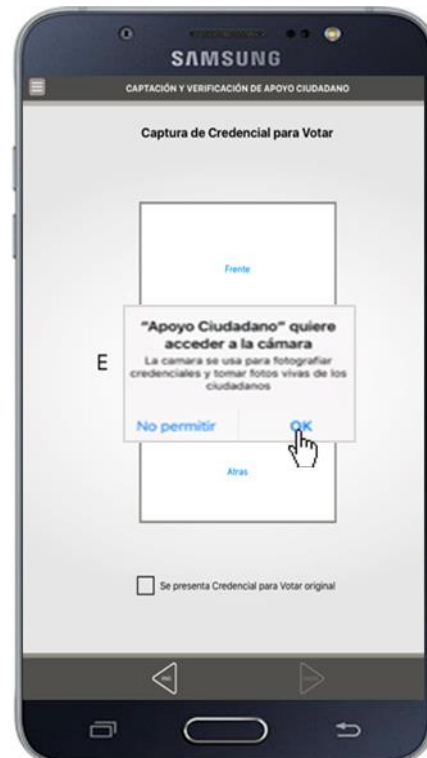 SAMSUNG
CAPTACIÓN Y VERIFICACIÓN DE APOYO CIUDADANO
Captura de Credencial para Votar
Frente
E
"Apoyo Ciudadano" quiere
acceder a la cámara
La camara se usa para fotografiar
credenciales y tomar fotos vivas de los
ciudadanos
No permitir OK
Atras
Se presenta Credencial para Votar original